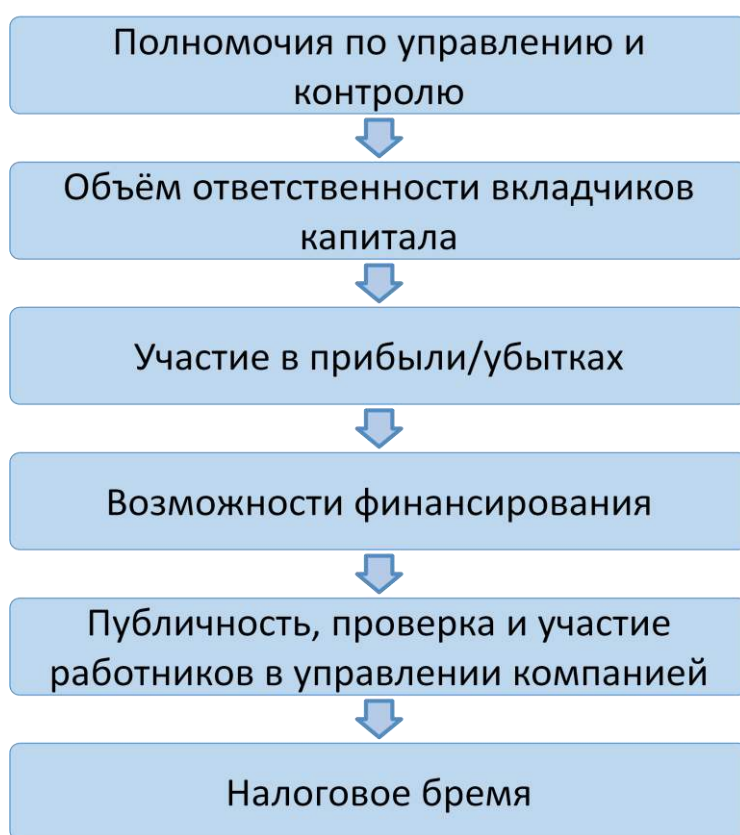 Полномочия по управлению и
контролю
Объём ответственности вкладчиков
капитала
Участие в прибыли/убытках
Возможности финансирования
Публичность, проверка и участие
работников в управлении компанией
Налоговое бремя